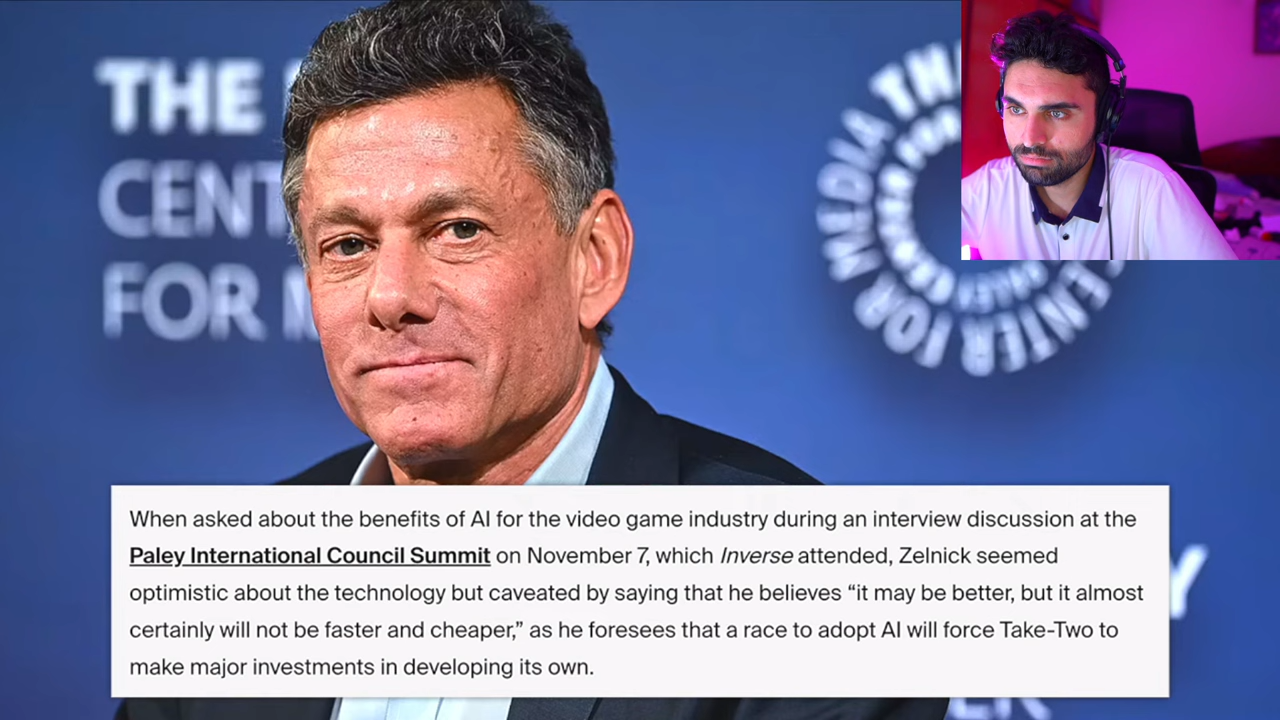 THE
CENT
FOR M
MEDIA THE
CENTER FOR
When asked about the benefits of AI for the video game industry during an interview discussion at the
Paley International Council Summit on November 7, which Inverse attended, Zelnick seemed
optimistic about the technology but caveated by saying that he believes “it may be better, but it almost
certainly will not be faster and cheaper,” as he foresees that a race to adopt AI will force Take-Two to
make major investments in developing its own.
Y